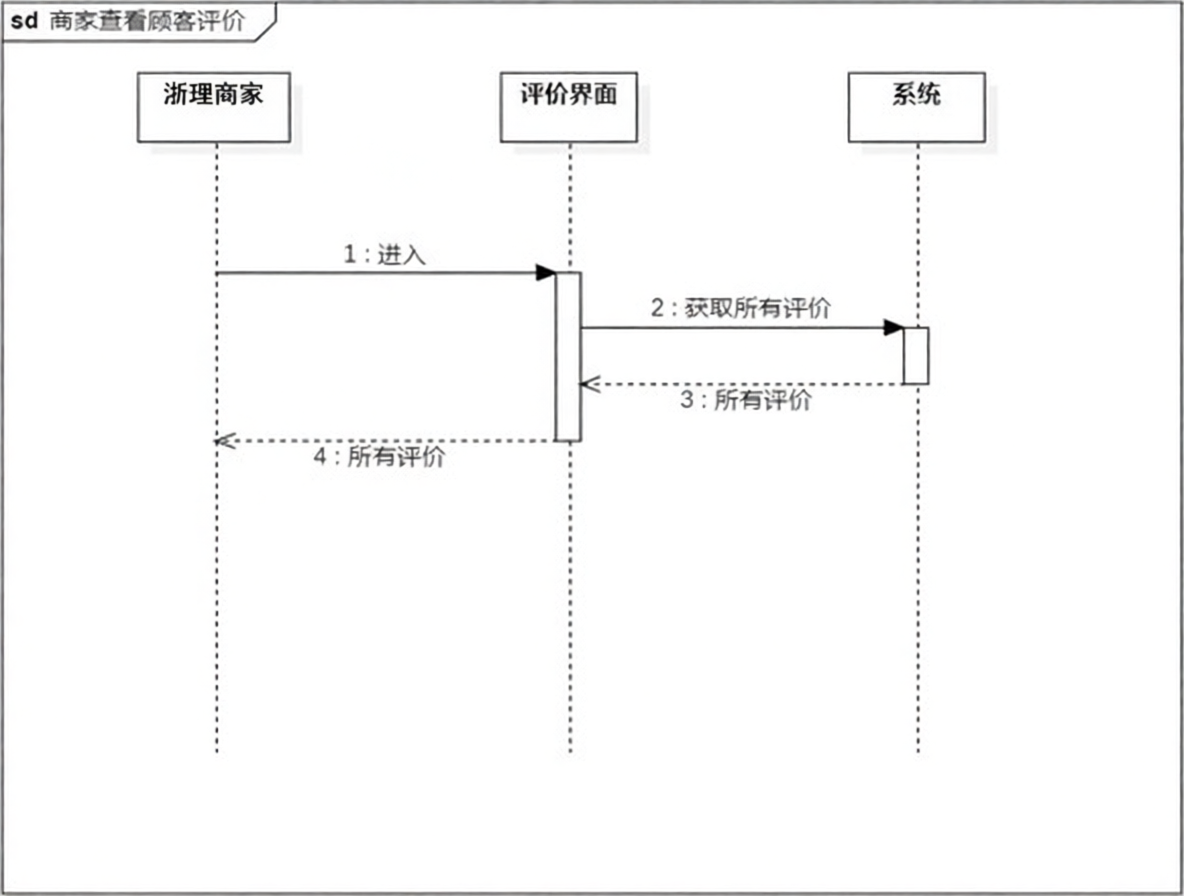 sd 商家查看顾客评价
浙理商家
评价界面
系统
1 : 进入
2 : 获取所有评价
3 : 所有评价
4 : 所有评价